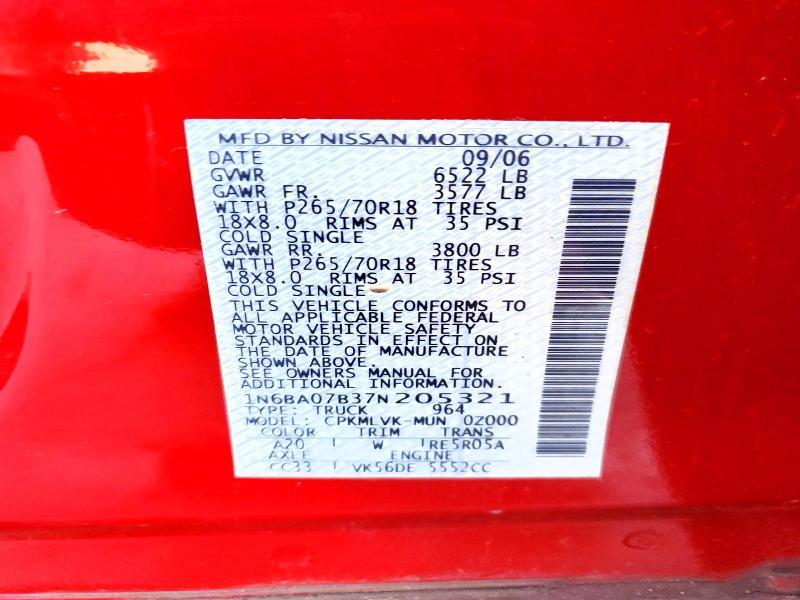 MFD BY NISSAN MOTOR CO., LTD.
DATE 09/06
GVWR 6522 LB
GAWR FR. 3577 LB
WITH P265/70R18 TIRES
18X8.0 RIMS AT 35 PSI
COLD SINGLE
GAWR RR. 3800 LB
WITH P265/70R18 TIRES
18X8.0 RIMS AT 35 PSI
COLD SINGLE
THIS VEHICLE CONFORMS TO
ALL APPLICABLE FEDERAL
MOTOR VEHICLE SAFETY
STANDARDS IN EFFECT ON
THE DATE OF MANUFACTURE
SHOWN ABOVE.
SEE OWNERS MANUAL FOR
ADDITIONAL INFORMATION
1N6BA07B37N205321
TYPE: TRUCK 964
MODEL: CPKMLVK-MUN 0Z000
COLOR TRIM TRANS
A20 W RE5R05A
AXLE ENGINE
CC33 VK56DE 5552CC